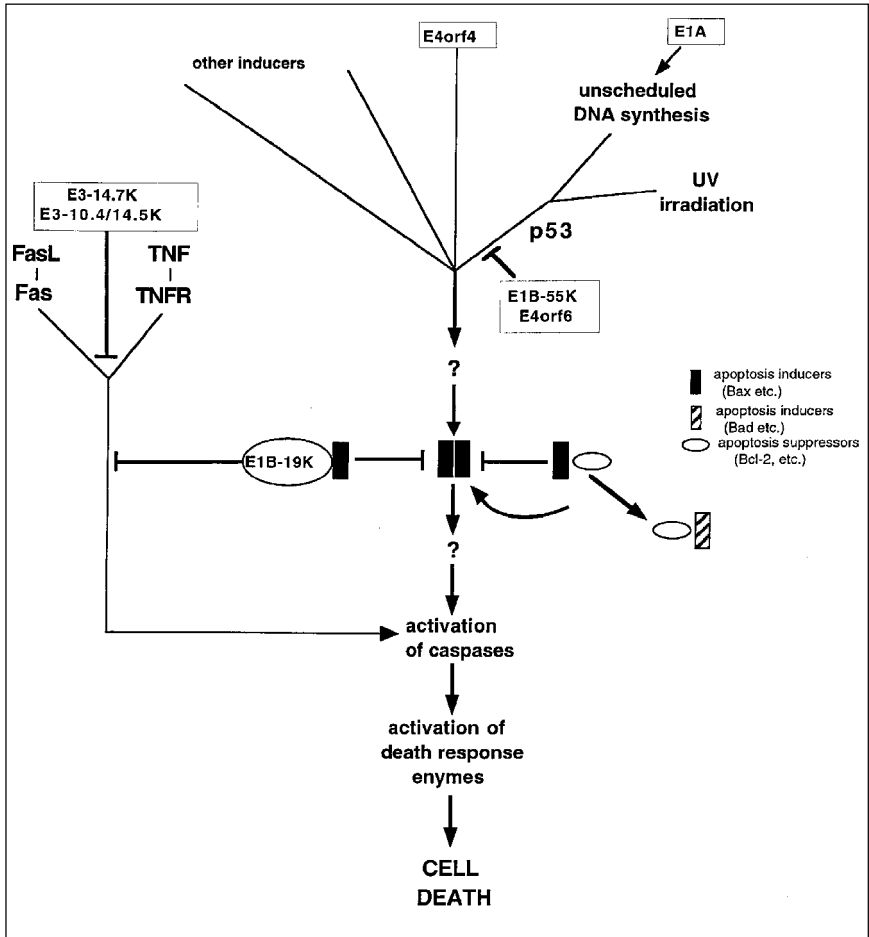 E4orf4
E1A
other inducers
unscheduled
DNA synthesis
UV
irradiation
p53
E3-14.7K
E3-10.4/14.5K
FasL
TNF
Fas
TNFR
E1B-55K
E4orf6
?
apoptosis inducers
(Bax etc.)
apoptosis inducers
(Bad etc.)
apoptosis suppressors
(Bcl-2, etc.)
E1B-19K
?
activation
of caspases
activation of
death response
enymes
CELL
DEATH